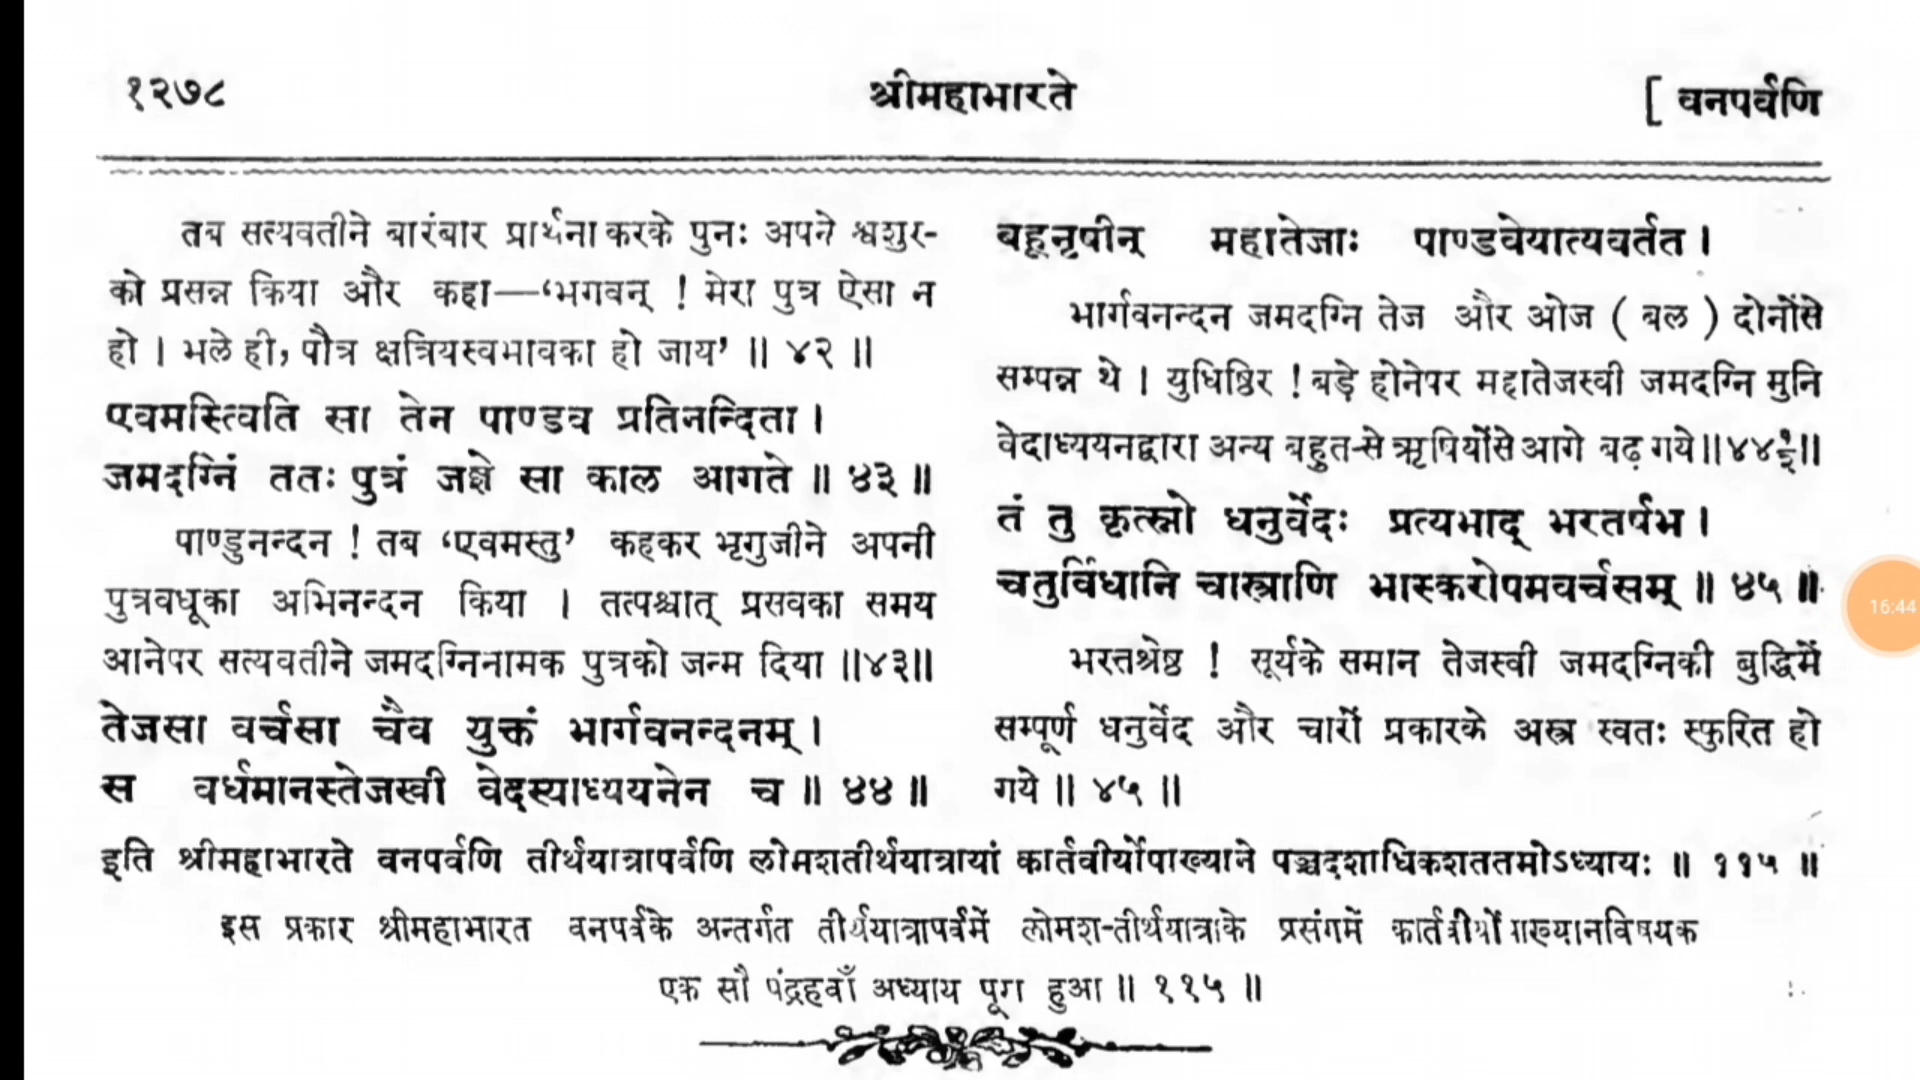 १२७८
श्रीमहाभारते
[ वनपर्वणि
तब सत्यवतीने बारंबार प्रार्थना करके पुनः अपने श्वशुर-
को प्रसन्न किया और कहा—‘भगवन् ! मेरा पुत्र ऐसा न
हो । भले ही, पौत्र क्षत्रियस्वभावका हो जाय’ ॥ ४२ ॥
एवमस्त्विति सा तेन पाण्डव प्रतिनन्दिता ।
जमदग्निं ततः पुत्रं जज्ञे सा काल आगते ॥ ४३ ॥
पाण्डुनन्दन ! तब ‘एवमस्तु’ कहकर भृगुजीने अपनी
पुत्रवधूका अभिनन्दन किया । तत्पश्चात् प्रसवका समय
आनेपर सत्यवतीने जमदग्निनामक पुत्रको जन्म दिया ॥४३॥
तेजसा वर्चसा चैव युक्तं भार्गवनन्दनम् ।
स वर्धमानस्तेजस्वी वेदस्याध्ययनेन च ॥ ४४ ॥
बहूनृषीन् महातेजाः पाण्डवेयात्यवर्तत ।
भार्गवनन्दन जमदग्नि तेज और ओज ( बल ) दोनोंसे
सम्पन्न थे । युधिष्ठिर ! बड़े होनेपर महातेजस्वी जमदग्नि मुनि
वेदाध्ययनद्वारा अन्य बहुत-से ऋषियोंसे आगे बढ़ गये॥४४½॥
तं तु कृत्स्नो धनुर्वेदः प्रत्यभाद् भरतर्षभ ।
चतुर्विधानि चास्त्राणि भास्करोपमवर्चसम् ॥ ४५ ॥
भरतश्रेष्ठ ! सूर्यके समान तेजस्वी जमदग्निकी बुद्धिमें
सम्पूर्ण धनुर्वेद और चारों प्रकारके अस्त्र स्वतः स्फुरित हो
गये ॥ ४५ ॥
इति श्रीमहाभारते वनपर्वणि तीर्थयात्रापर्वणि लोमशतीर्थयात्रायां कार्तवीर्योपाख्याने पञ्चदशाधिकशततमोऽध्यायः ॥ ११५ ॥
इस प्रकार श्रीमहाभारत वनपर्वके अन्तर्गत तीर्थयात्रापर्वमें लोमश-तीर्थयात्राके प्रसंगमें कार्तवीर्योपाख्यानविषयक
एक सौ पंद्रहवाँ अध्याय पूरा हुआ ॥ ११५ ॥
16:44